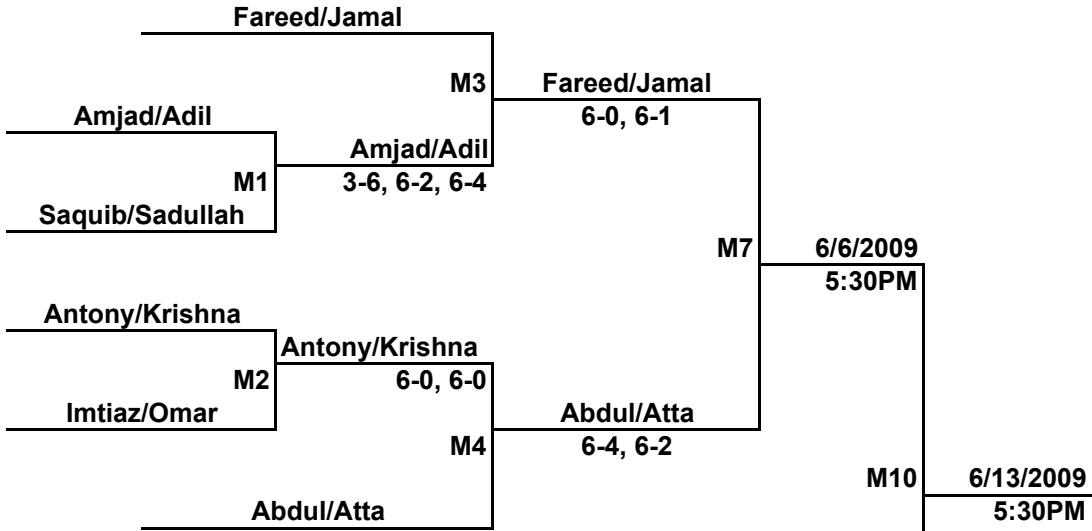 Fareed/Jamal
M3
Fareed/Jamal
Amjad/Adil
6-0, 6-1
Amjad/Adil
M1
3-6, 6-2, 6-4
Saquib/Sadullah
M7
6/6/2009
5:30PM
Antony/Krishna
Antony/Krishna
M2
6-0, 6-0
Imtiaz/Omar
Abdul/Atta
M4
6-4, 6-2
M10
6/13/2009
Abdul/Atta
5:30PM